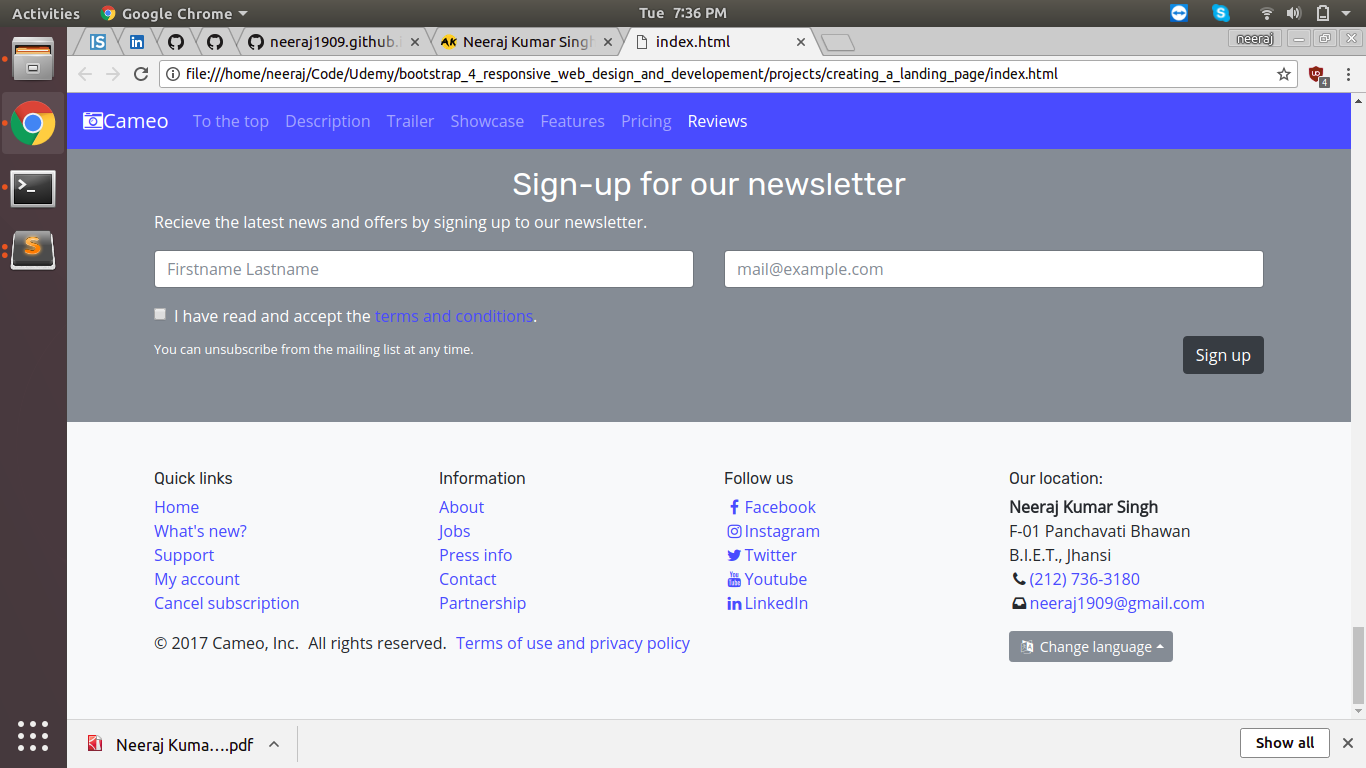 Activities Google Chrome Tue 7:36 PM
neeraj1909.github. Neeraj Kumar Singh index.html neeraj
file:///home/neeraj/Code/Udemy/bootstrap_4_responsive_web_design_and_developement/projects/creating_a_landing_page/index.html 4
Cameo To the top Description Trailer Showcase Features Pricing Reviews
Sign-up for our newsletter
Recieve the latest news and offers by signing up to our newsletter.
Firstname Lastname mail@example.com
I have read and accept the terms and conditions.
You can unsubscribe from the mailing list at any time.
Sign up
Quick links
Home
What's new?
Support
My account
Cancel subscription
Information
About
Jobs
Press info
Contact
Partnership
Follow us
Facebook
Instagram
Twitter
Youtube
LinkedIn
Our location:
Neeraj Kumar Singh
F-01 Panchavati Bhawan
B.I.E.T., Jhansi
(212) 736-3180
neeraj1909@gmail.com
© 2017 Cameo, Inc. All rights reserved. Terms of use and privacy policy
Change language
Neeraj Kuma....pdf Show all